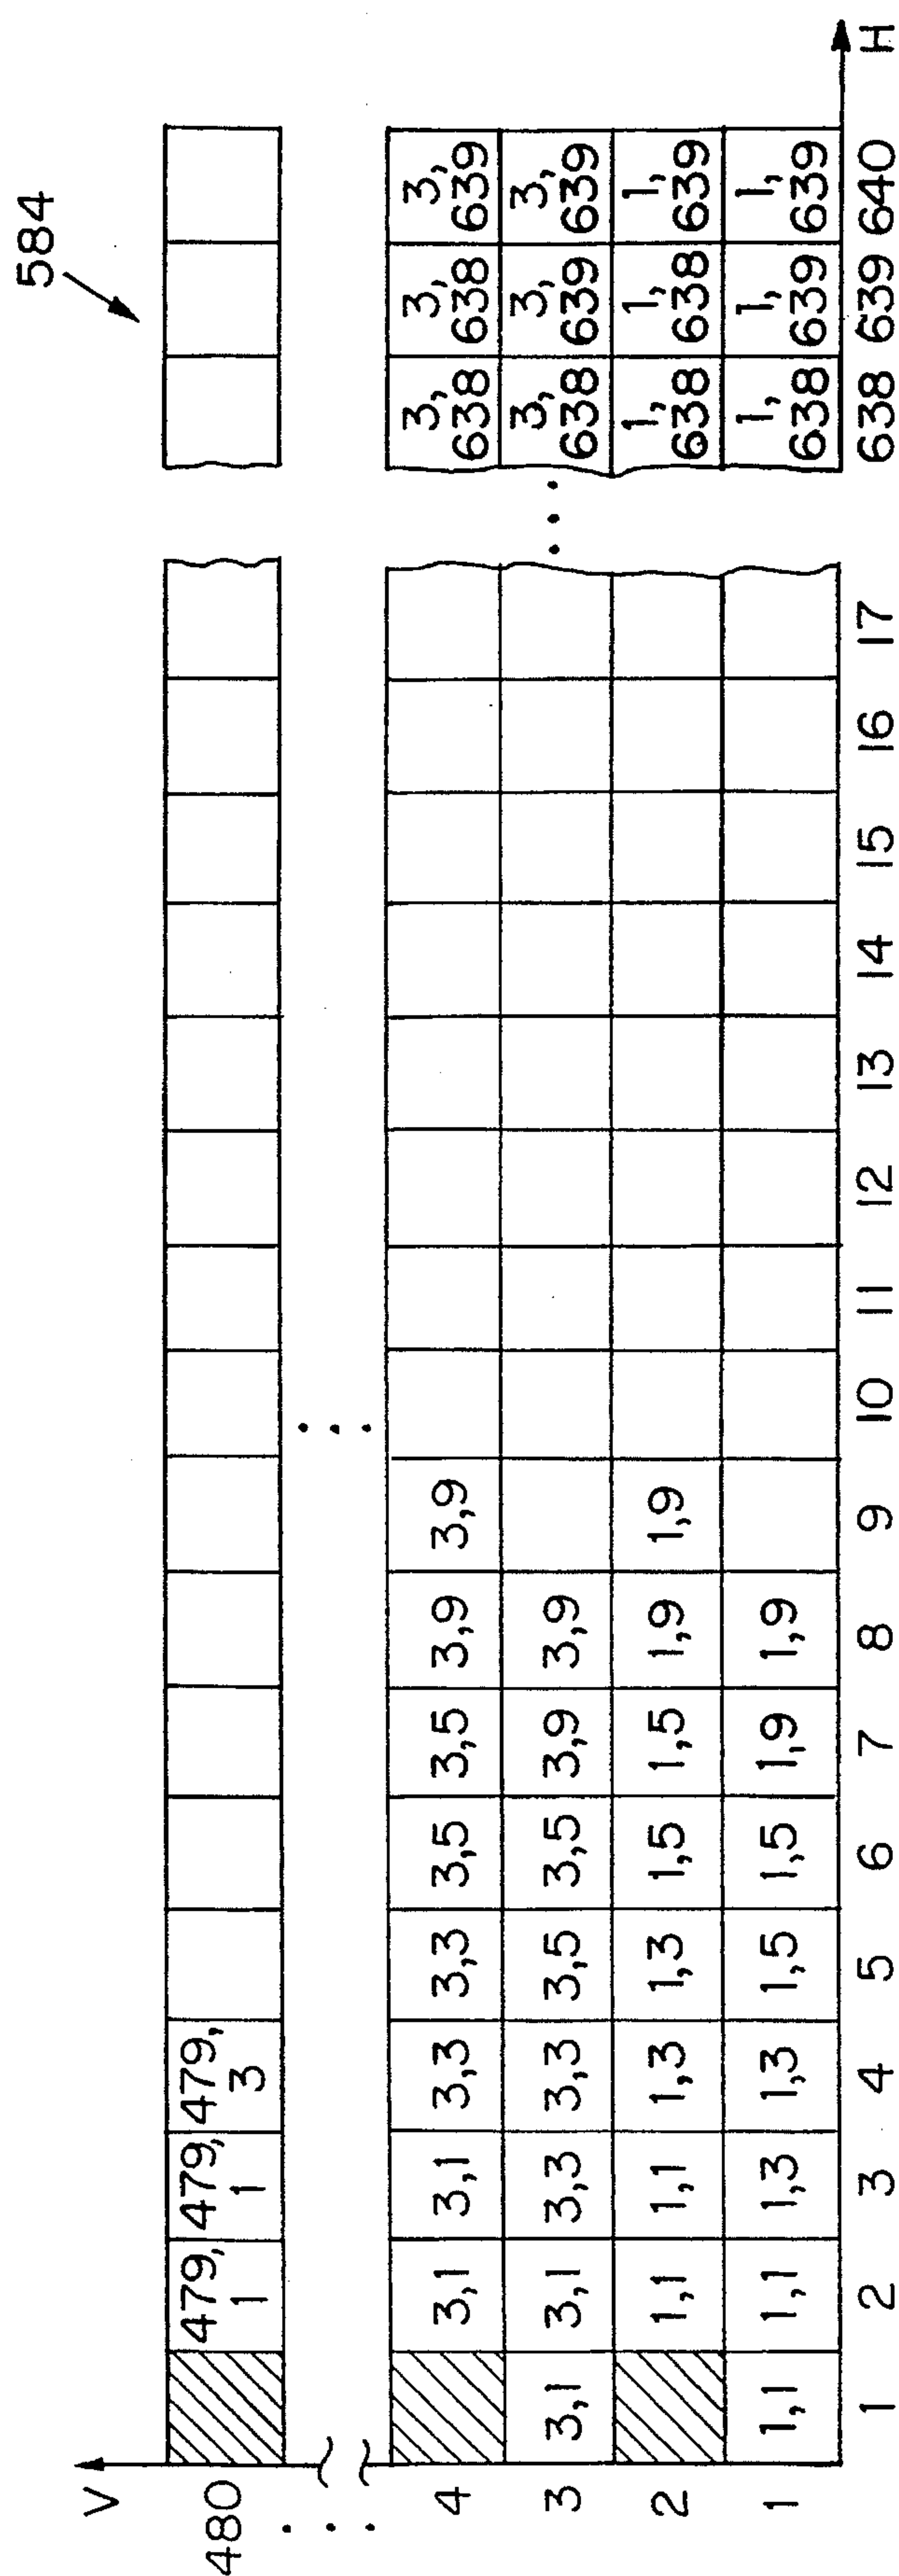 584
V
480 479, 479, 479,
1 1 3
4 3,1 3,1 3,3 3,3 3,5 3,5 3,9 3,9 3, 3, 3,
638 638 639
3 3,1 3,1 3,3 3,3 3,5 3,5 3,9 3,9 3, 3, 3,
638 639 639
2 1,1 1,1 1,3 1,3 1,5 1,5 1,9 1,9 1, 1, 1,
638 638 639
1 1,1 1,1 1,3 1,3 1,5 1,5 1,9 1,9 1, 1, 1,
638 639 639
1 2 3 4 5 6 7 8 9 10 11 12 13 14 15 16 17 638 639 640 H